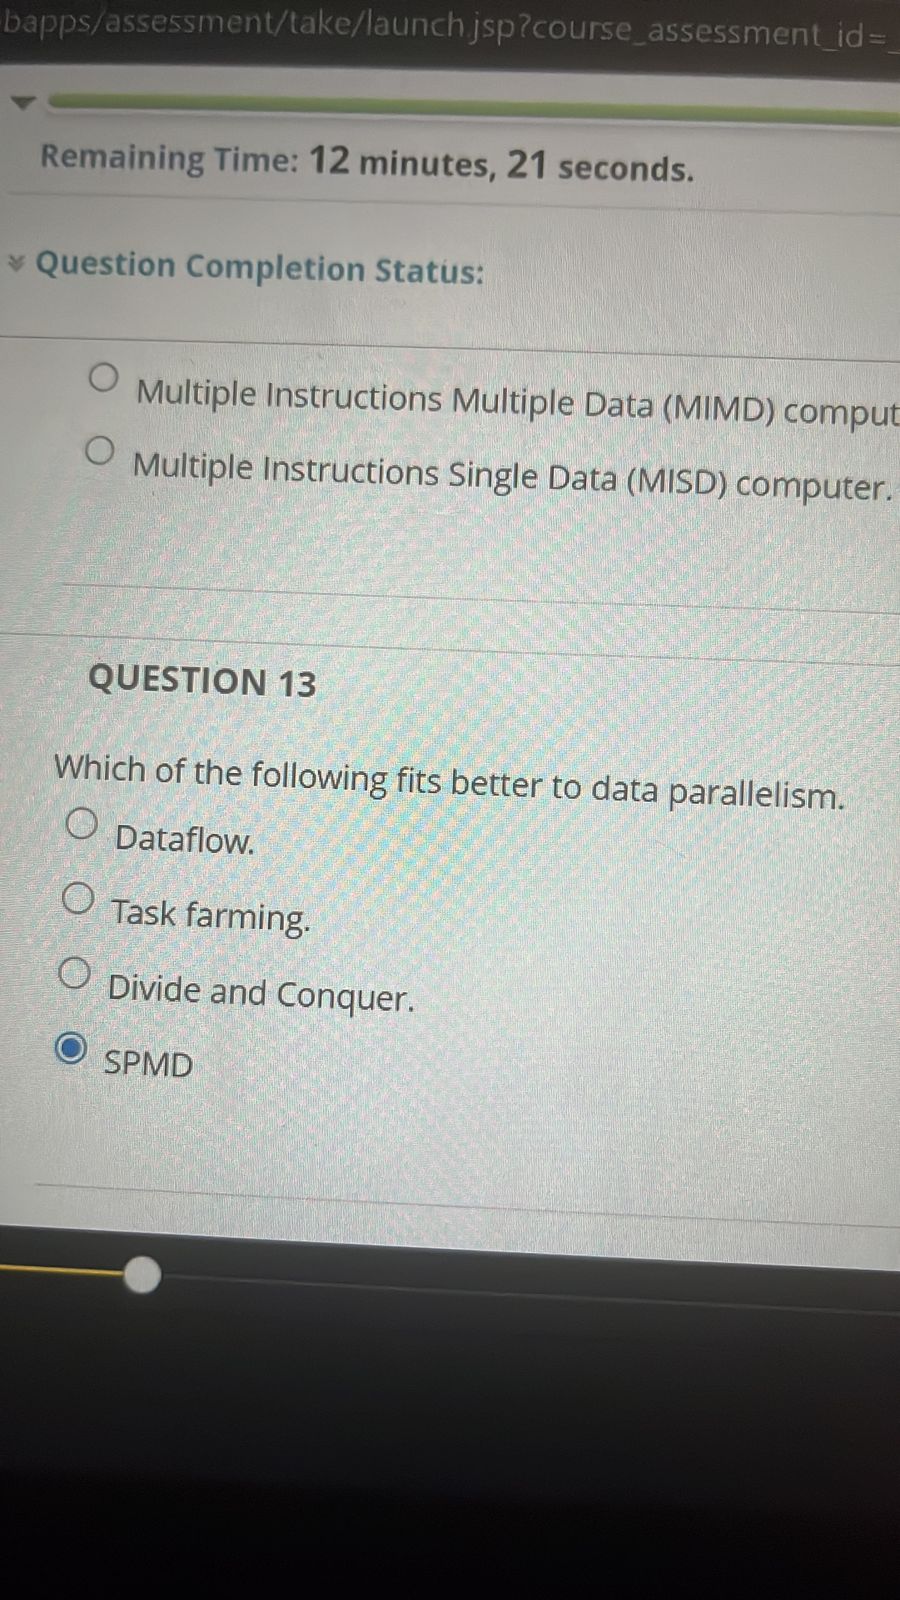 bapps/assessment/take/launch.jsp?course_assessment_id=_
Remaining Time: 12 minutes, 21 seconds.
Question Completion Status:
Multiple Instructions Multiple Data (MIMD) comput
Multiple Instructions Single Data (MISD) computer.
QUESTION 13
Which of the following fits better to data parallelism.
Dataflow.
Task farming.
Divide and Conquer.
SPMD